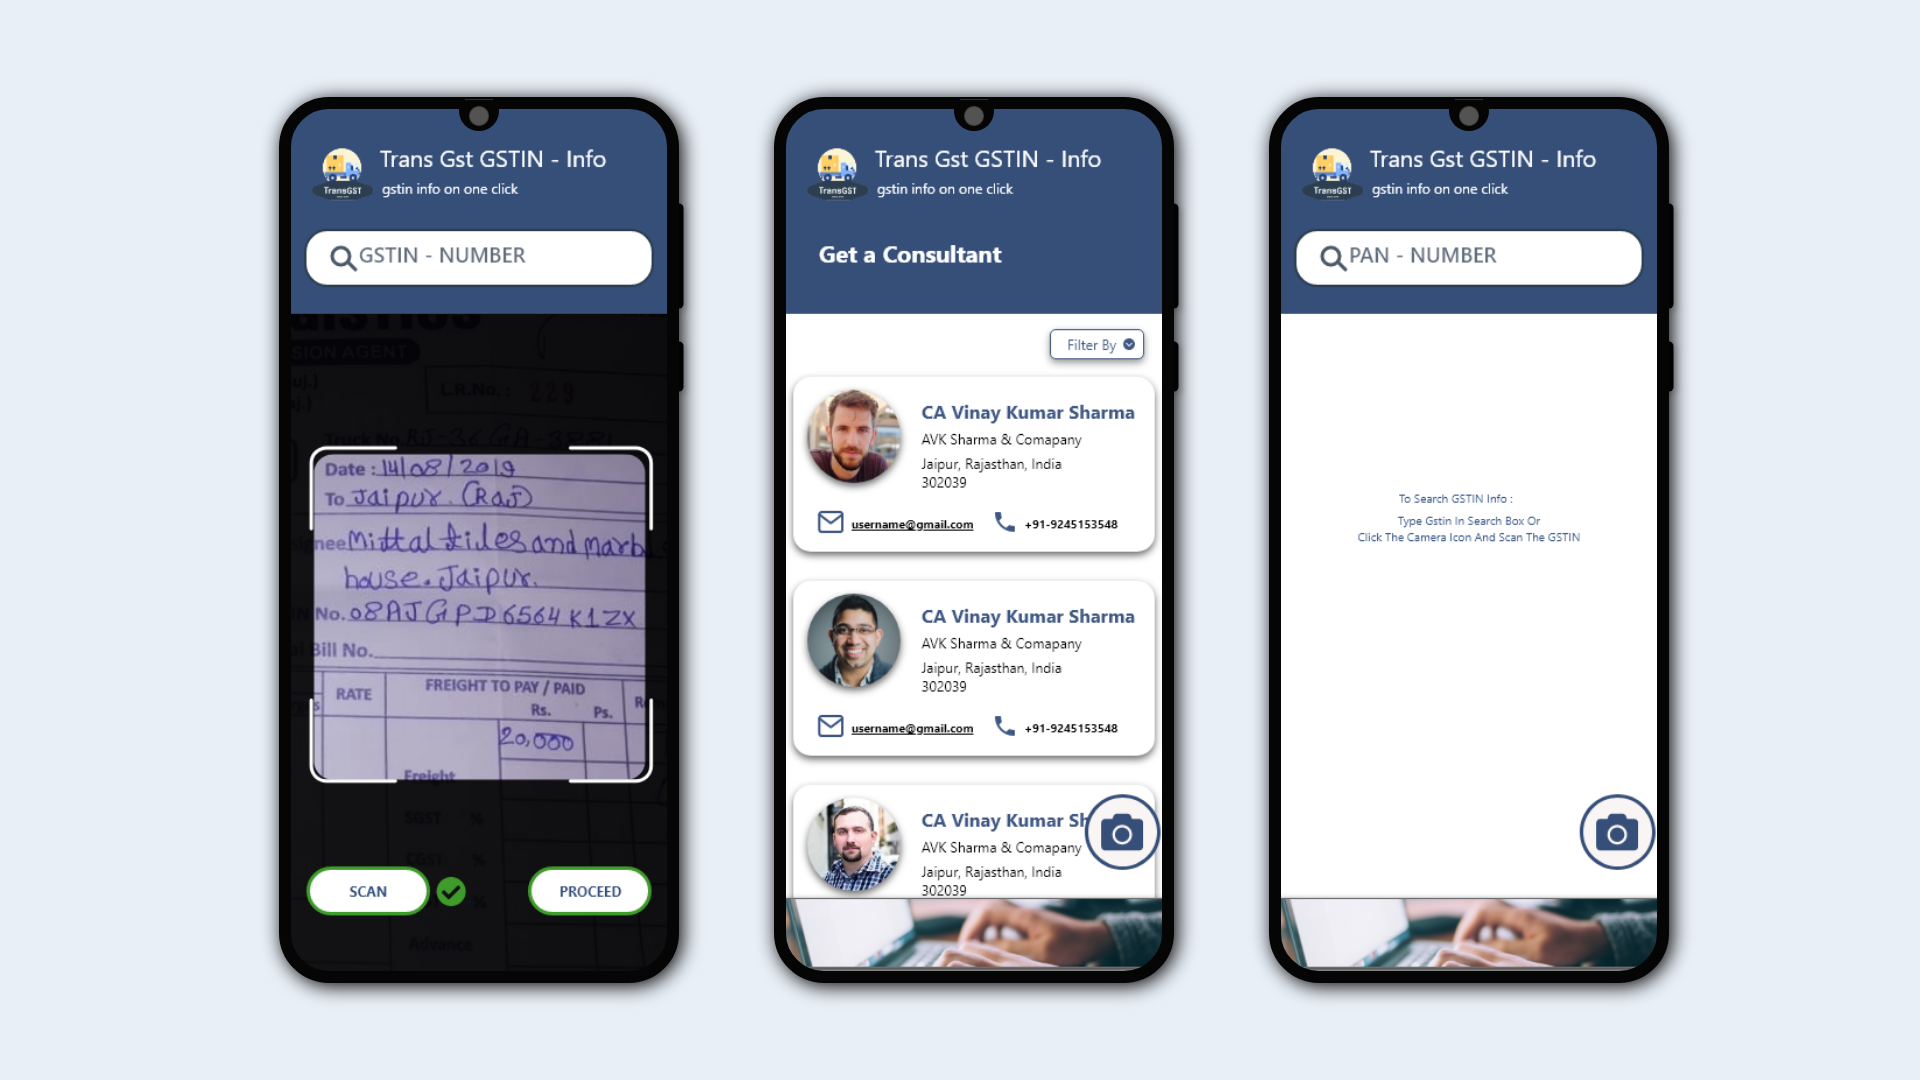 Trans Gst GSTIN - Info
TransGST
gstin info on one click
GSTIN - NUMBER
SION AGENT
L.R.No. : 229
Truck No.
Date : 14/08/2019
To Jaipur. (Raj)
nee Mittal tiles and marb
house. Jaipur.
No. 08AJGPD6564K1ZX
Bill No.
RATE
FREIGHT TO PAY / PAID
Rs.
Ps.
20,000
Freight
SGST %
CGST %
%
Advance
SCAN
PROCEED
Trans Gst GSTIN - Info
TransGST
gstin info on one click
Get a Consultant
Filter By
CA Vinay Kumar Sharma
AVK Sharma & Comapany
Jaipur, Rajasthan, India
302039
username@gmail.com
+91-9245153548
CA Vinay Kumar Sharma
AVK Sharma & Comapany
Jaipur, Rajasthan, India
302039
username@gmail.com
+91-9245153548
CA Vinay Kumar Sh
AVK Sharma & Comapany
Jaipur, Rajasthan, India
302039
Trans Gst GSTIN - Info
TransGST
gstin info on one click
PAN - NUMBER
To Search GSTIN Info :
Type Gstin In Search Box Or
Click The Camera Icon And Scan The GSTIN